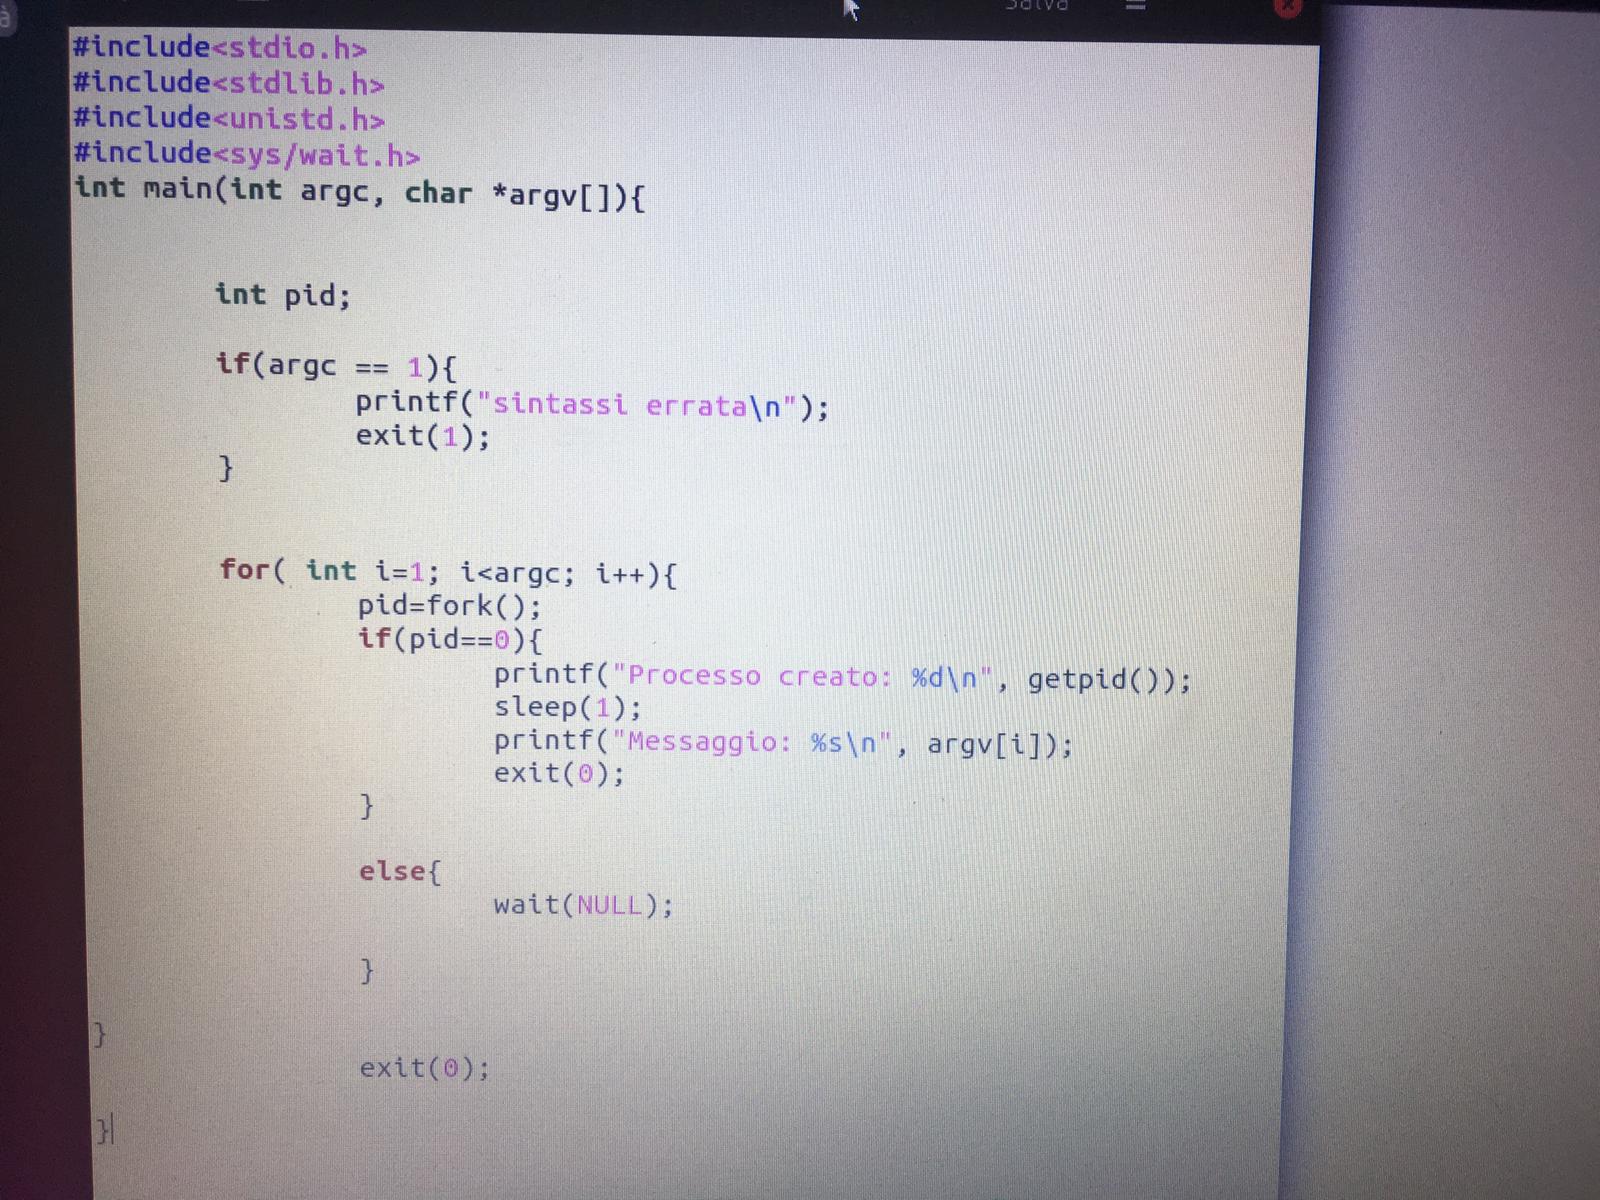 à
Salva
#include<stdio.h>
#include<stdlib.h>
#include<unistd.h>
#include<sys/wait.h>
int main(int argc, char *argv[]){
int pid;
if(argc == 1){
printf("sintassi errata\n");
exit(1);
}
for( int i=1; i<argc; i++){
pid=fork();
if(pid==0){
printf("Processo creato: %d\n", getpid());
sleep(1);
printf("Messaggio: %s\n", argv[i]);
exit(0);
}
else{
wait(NULL);
}
}
exit(0);
}